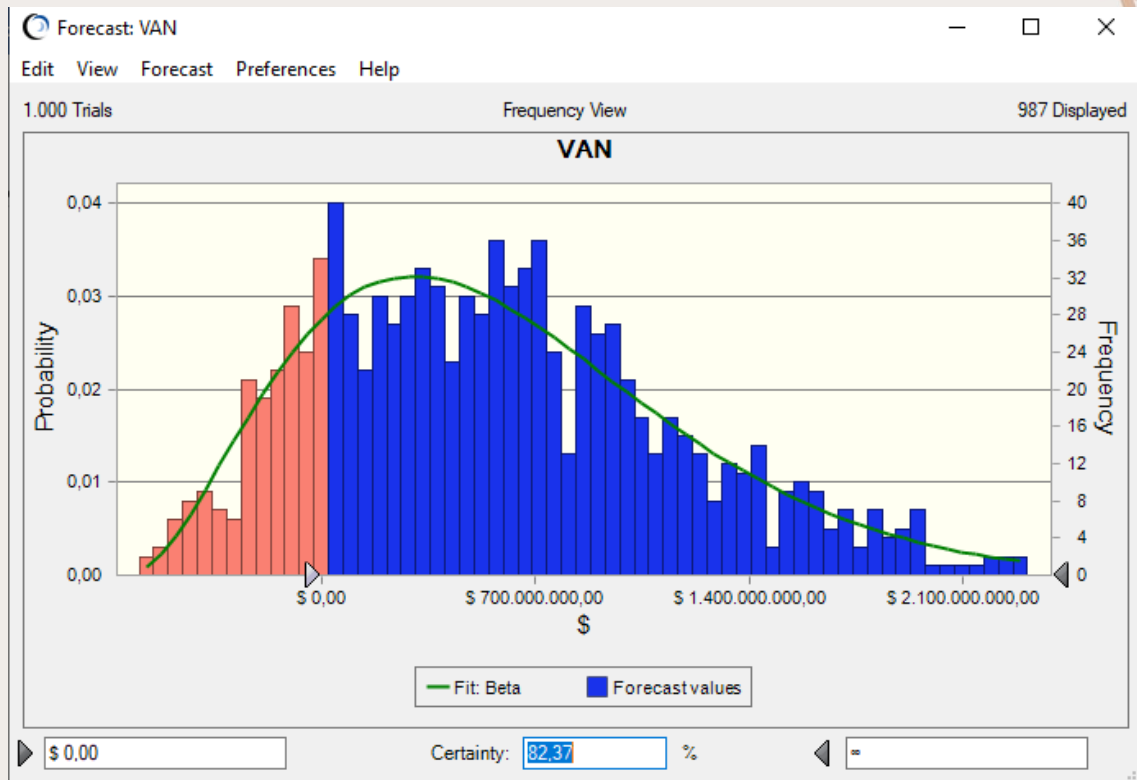 Forecast: VAN
Edit View Forecast Preferences Help
1.000 Trials Frequency View 987 Displayed
VAN
Probability
0,04
0,03
0,02
0,01
0,00
40
36
32
28
24
20
16
12
8
4
0
Frequency
$ 0,00 $ 700.000.000,00 $ 1.400.000.000,00 $ 2.100.000.000,00
$
Fit: Beta Forecast values
$ 0,00 Certainty: 82,37 % ∞